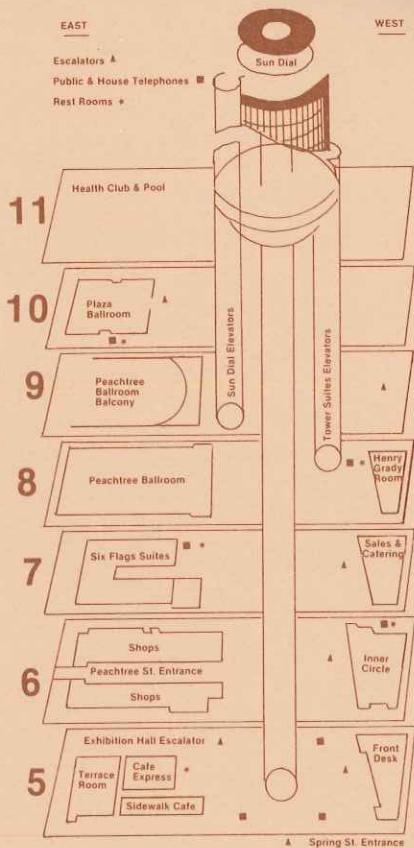 EAST
WEST
Escalators ▲
Public & House Telephones ■
Rest Rooms *
Sun Dial
11
Health Club & Pool
10
Plaza
Ballroom
9
Peachtree
Ballroom
Balcony
Sun Dial Elevators
Tower Suites Elevators
8
Peachtree Ballroom
Henry
Grady
Room
7
Six Flags Suites
Sales &
Catering
6
Shops
Peachtree St. Entrance
Shops
Inner
Circle
5
Exhibition Hall Escalator ▲
Terrace
Room
Cafe
Express
Sidewalk Cafe
Front
Desk
▲ Spring St. Entrance